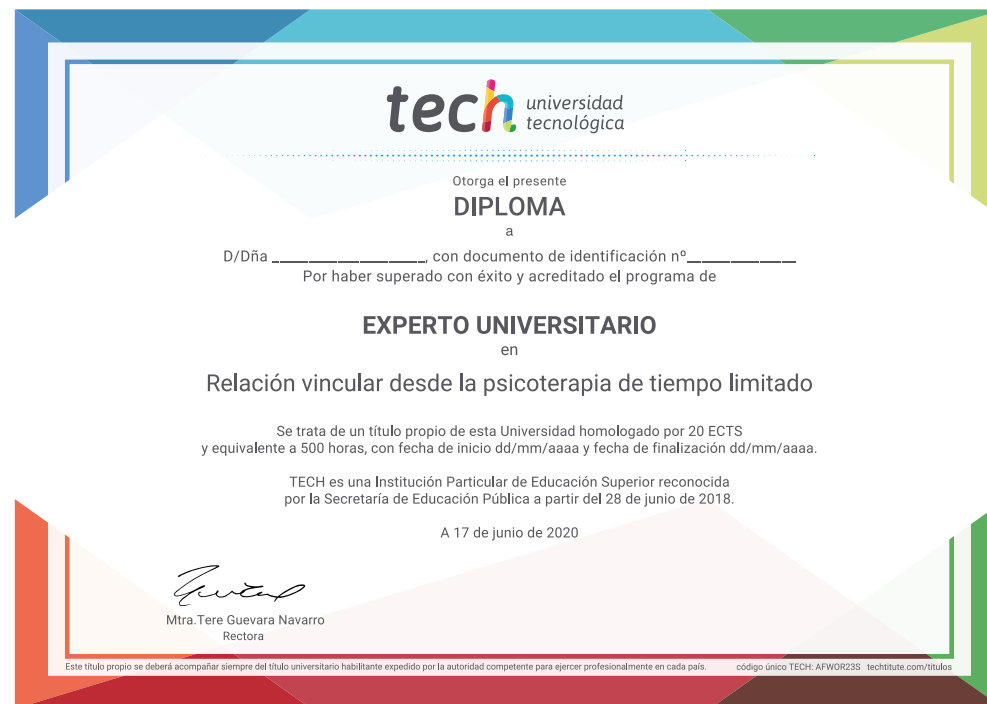 tech universidad
tecnológica
Otorga el presente
DIPLOMA
a
D/Dña ____________________, con documento de identificación nº______________
Por haber superado con éxito y acreditado el programa de
EXPERTO UNIVERSITARIO
en
Relación vincular desde la psicoterapia de tiempo limitado
Se trata de un título propio de esta Universidad homologado por 20 ECTS
y equivalente a 500 horas, con fecha de inicio dd/mm/aaaa y fecha de finalización dd/mm/aaaa.
TECH es una Institución Particular de Educación Superior reconocida
por la Secretaría de Educación Pública a partir del 28 de junio de 2018.
A 17 de junio de 2020
Mtra.Tere Guevara Navarro
Rectora
Este título propio se deberá acompañar siempre del título universitario habilitante expedido por la autoridad competente para ejercer profesionalmente en cada país. código único TECH: AFWOR23S techtitute.com/titulos